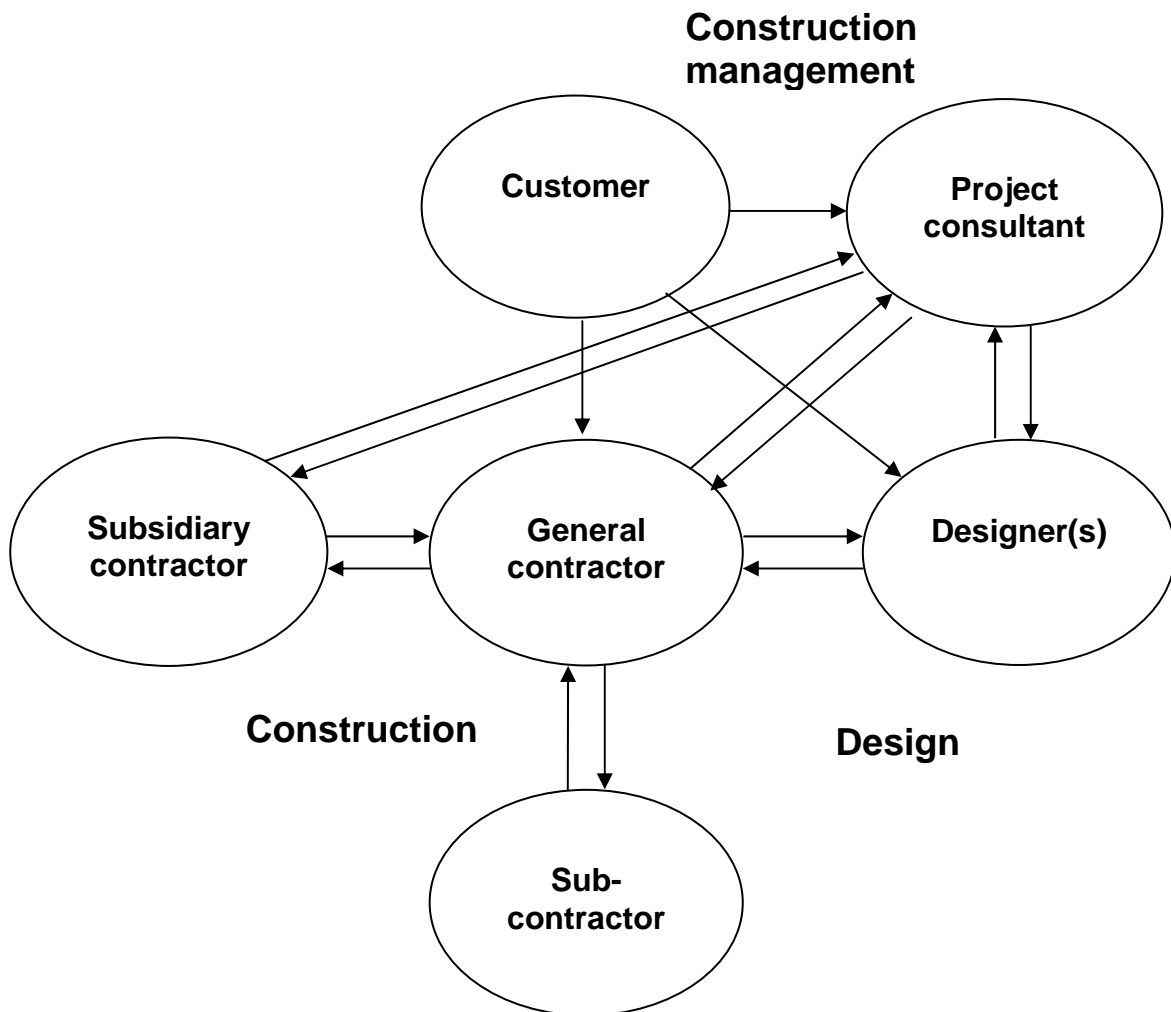 Construction
management
Customer
Project
consultant
Subsidiary
contractor
General
contractor
Designer(s)
Construction
Design
Sub-
contractor